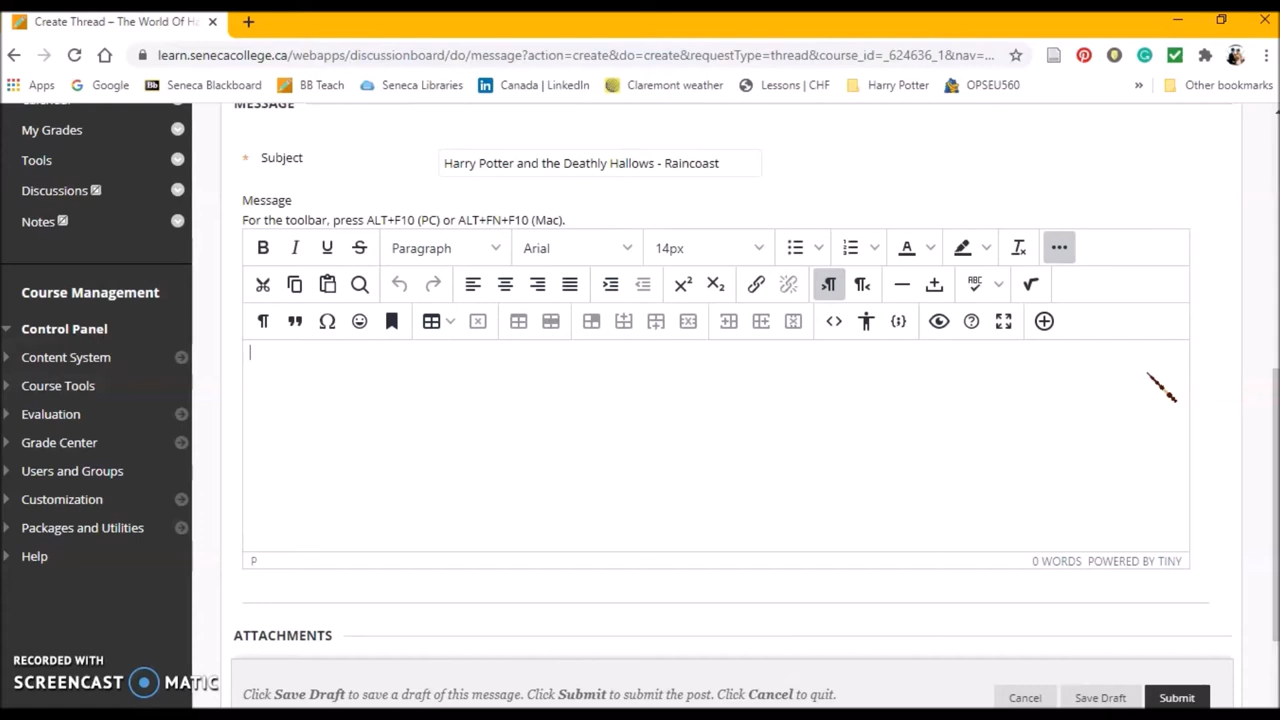 Create Thread – The World Of Ha
learn.senecacollege.ca/webapps/discussionboard/do/message?action=create&do=create&requestType=thread&course_id=_624636_1&nav=...
Apps Google Bb Seneca Blackboard BB Teach Seneca Libraries Canada | LinkedIn Claremont weather Lessons | CHF Harry Potter OPSEU560 » Other bookmarks
Calendar
My Grades
Tools
Discussions
Notes
Course Management
Control Panel
Content System
Course Tools
Evaluation
Grade Center
Users and Groups
Customization
Packages and Utilities
Help
RECORDED WITH
SCREENCAST MATIC
MESSAGE
* Subject Harry Potter and the Deathly Hallows - Raincoast
Message
For the toolbar, press ALT+F10 (PC) or ALT+FN+F10 (Mac).
B I U S Paragraph Arial 14px
P 0 WORDS POWERED BY TINY
ATTACHMENTS
Click Save Draft to save a draft of this message. Click Submit to submit the post. Click Cancel to quit. Cancel Save Draft Submit